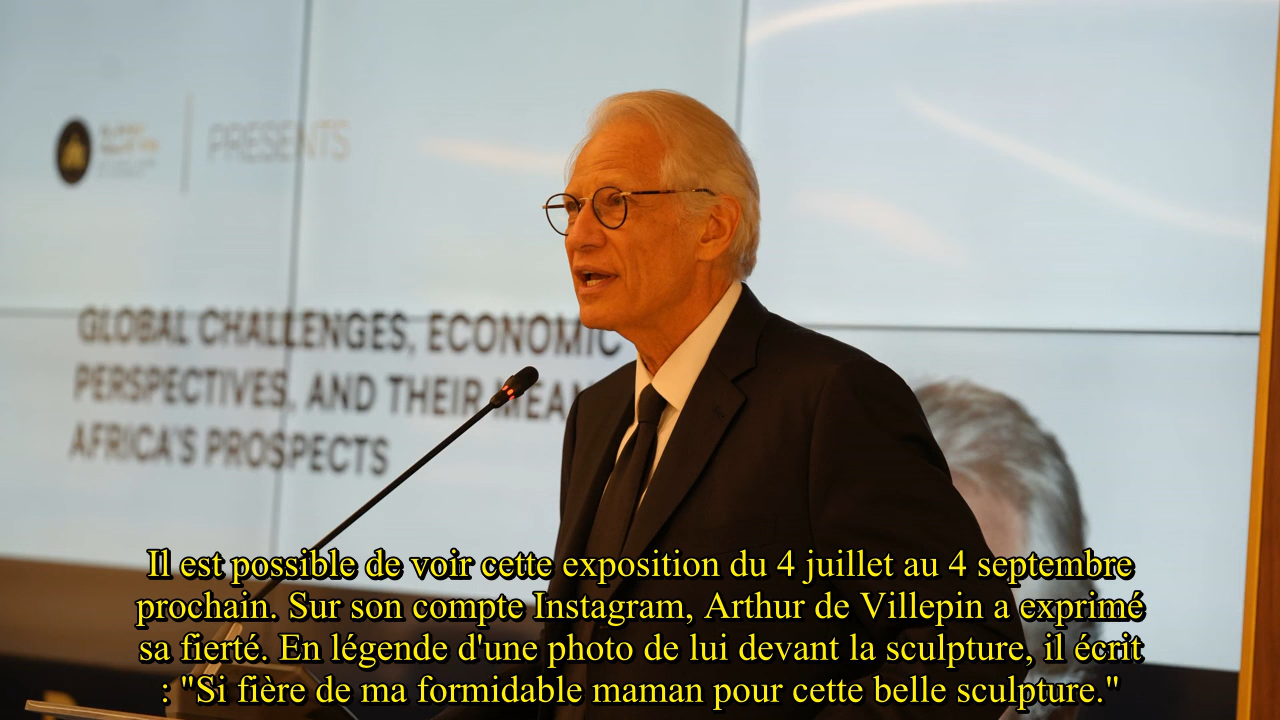 PRESENTS
GLOBAL CHALLENGES, ECONOMIC
PERSPECTIVES, AND THEIR
AFRICA'S PROSPECTS
Il est possible de voir cette exposition du 4 juillet au 4 septembre
prochain. Sur son compte Instagram, Arthur de Villepin a exprimé
sa fierté. En légende d'une photo de lui devant la sculpture, il écrit
: "Si fière de ma formidable maman pour cette belle sculpture."